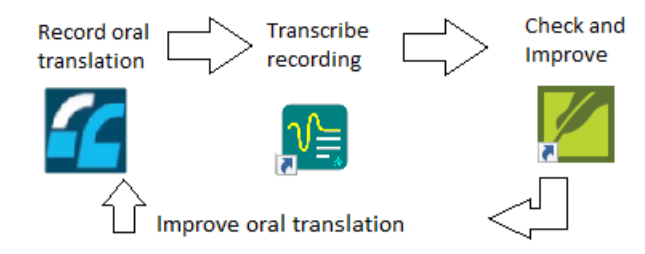 Record oral
translation
Transcribe
recording
Check and
Improve
Improve oral translation